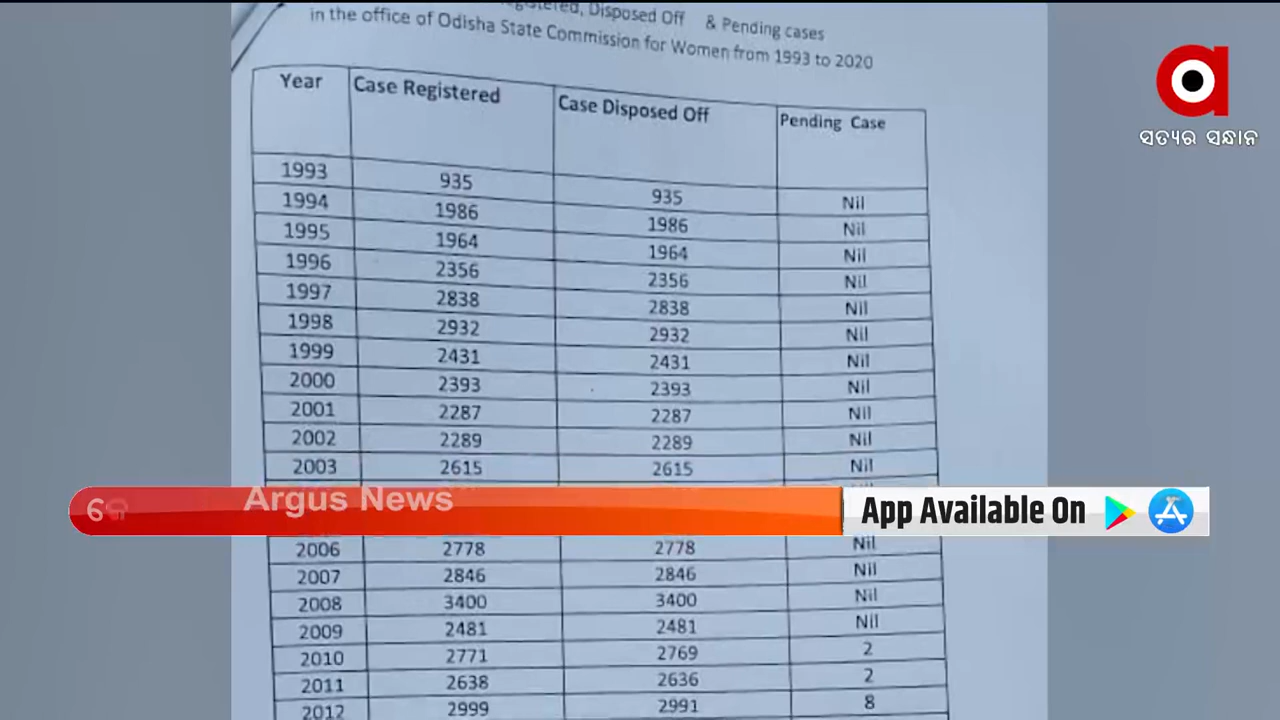 Disposed Off & Pending cases
in the office of Odisha State Commission for Women from 1993 to 2020
Year Case Registered Case Disposed Off Pending Case
1993 935 935 Nil
1994 1986 1986 Nil
1995 1964 1964 Nil
1996 2356 2356 Nil
1997 2838 2838 Nil
1998 2932 2932 Nil
1999 2431 2431 Nil
2000 2393 2393 Nil
2001 2287 2287 Nil
2002 2289 2289 Nil
2003 2615 2615 Nil
2006 2778 2778 Nil
2007 2846 2846 Nil
2008 3400 3400 Nil
2009 2481 2481 Nil
2010 2771 2769 2
2011 2638 2636 2
2012 2999 2991 8
ସତ୍ୟର ସନ୍ଧାନ
Argus News
App Available On